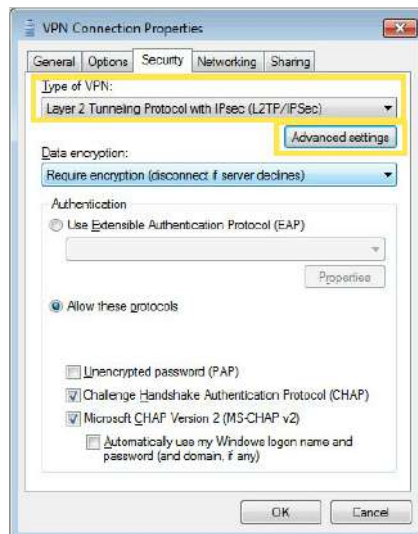 VPN Connection Properties
General Options Security Networking Sharing
Type of VPN:
Layer 2 Tunneling Protocol with IPsec (L2TP/IPSec)
Advanced settings
Data encryption:
Require encryption (disconnect if server declines)
Authentication
Use Extensible Authentication Protocol (EAP)
Properties
Allow these protocols
Unencrypted password (PAP)
Challenge Handshake Authentication Protocol (CHAP)
Microsoft CHAP Version 2 (MS-CHAP v2)
Automatically use my Windows logon name and
password (and domain, if any)
OK Cancel